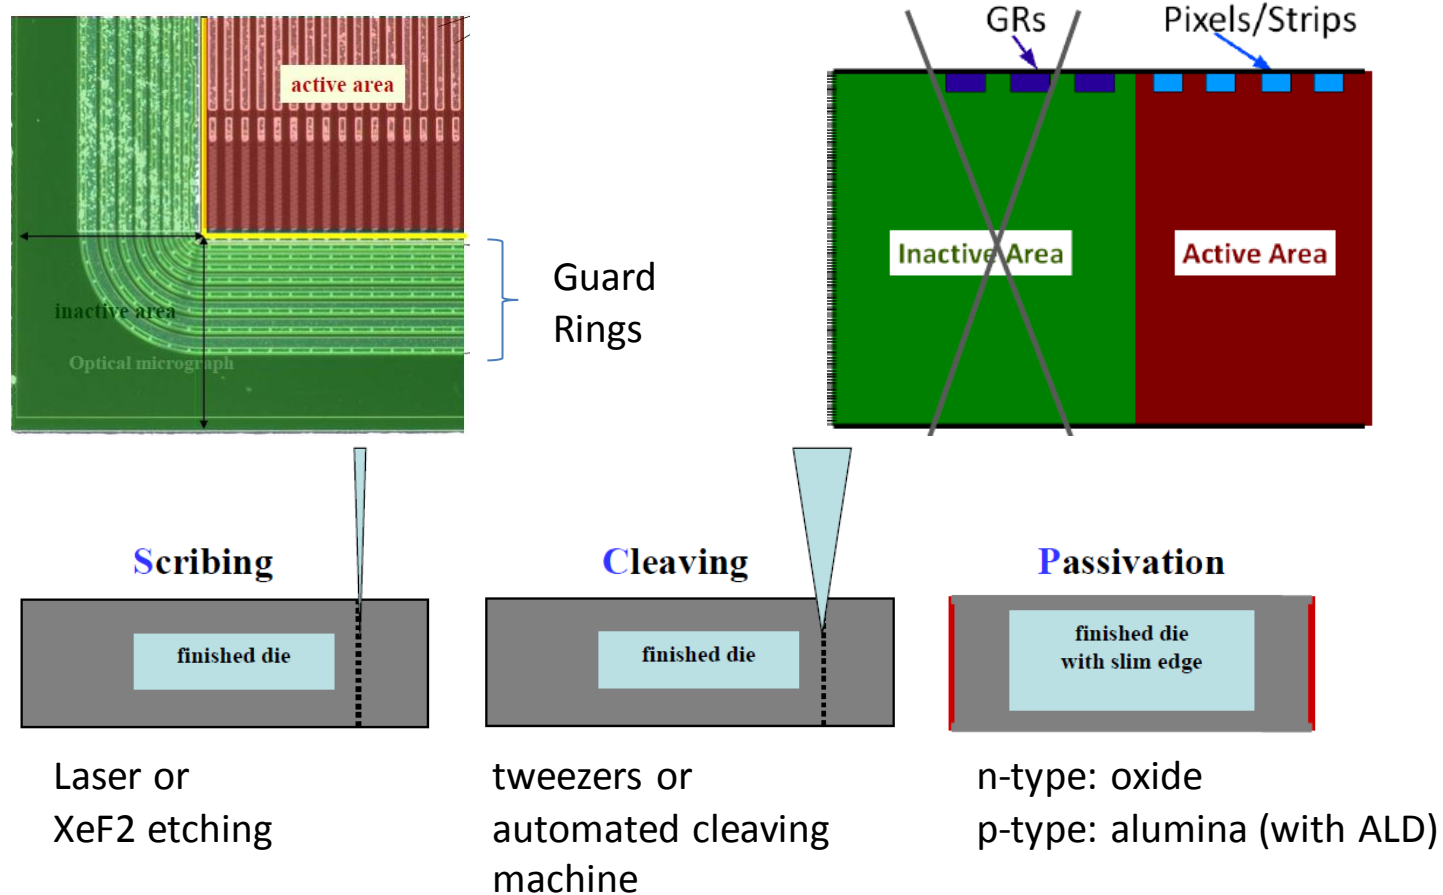 active area
inactive area
Optical micrograph
Guard
Rings
GRs
Pixels/Strips
Inactive Area
Active Area
Scribing
finished die
Laser or
XeF2 etching
Cleaving
finished die
tweezers or
automated cleaving
machine
Passivation
finished die
with slim edge
n-type: oxide
p-type: alumina (with ALD)